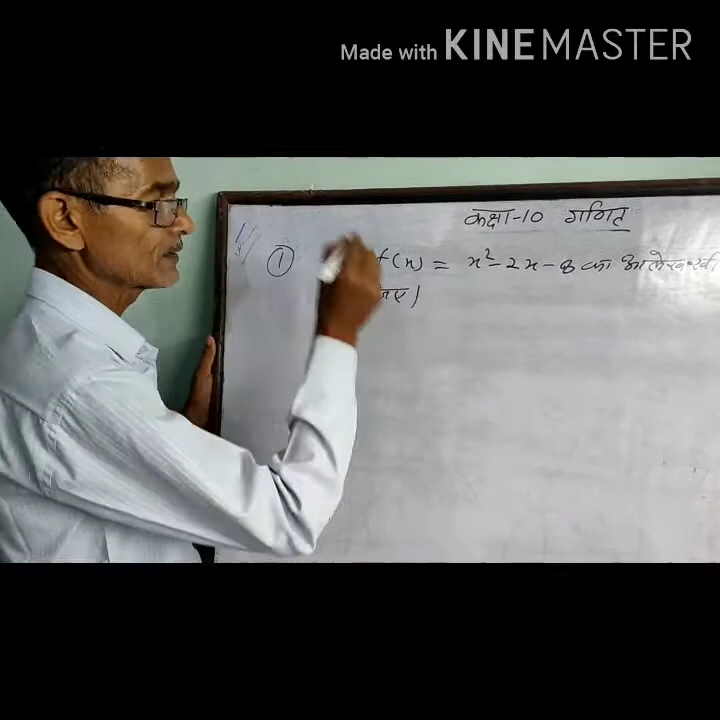 Made with KINEMASTER
कक्षा-10 गणित
① f(x) = x²-2x-8 का आलेख खीं
जिए।